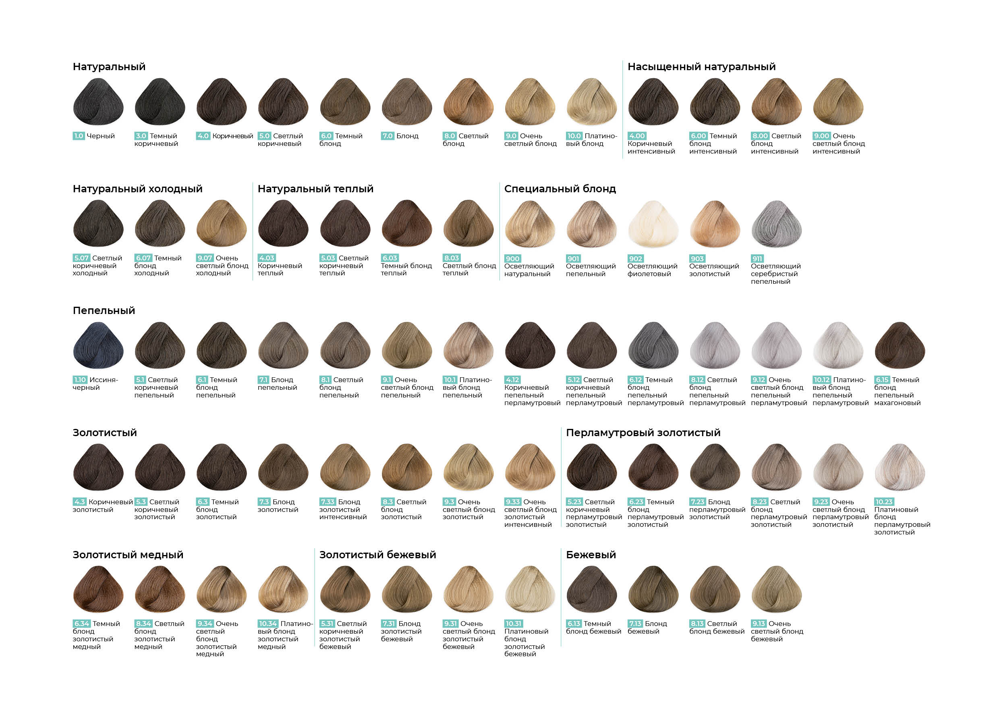 Натуральный
1.0 Черный
3.0 Темный
коричневый
4.0 Коричневый
5.0 Светлый
коричневый
6.0 Темный
блонд
7.0 Блонд
8.0 Светлый
блонд
9.0 Очень
светлый блонд
10.0 Платино-
вый блонд
Насыщенный натуральный
4.00
Коричневый
интенсивный
6.00 Темный
блонд
интенсивный
8.00 Светлый
блонд
интенсивный
9.00 Очень
светлый блонд
интенсивный
Натуральный холодный
5.07 Светлый
коричневый
холодный
6.07 Темный
блонд
холодный
9.07 Очень
светлый блонд
холодный
Натуральный теплый
4.03
Коричневый
теплый
5.03 Светлый
коричневый
теплый
6.03
Темный блонд
теплый
8.03
Светлый блонд
теплый
Специальный блонд
900
Осветляющий
натуральный
901
Осветляющий
пепельный
902
Осветляющий
фиолетовый
903
Осветляющий
золотистый
911
Осветляющий
серебристый
пепельный
Пепельный
1.10 Иссиня-
черный
5.1 Светлый
коричневый
пепельный
6.1 Темный
блонд
пепельный
7.1 Блонд
пепельный
8.1 Светлый
блонд
пепельный
9.1 Очень
светлый блонд
пепельный
10.1 Платино-
вый блонд
пепельный
4.12
Коричневый
пепельный
перламутровый
5.12 Светлый
коричневый
пепельный
перламутровый
6.12 Темный
блонд
пепельный
перламутровый
8.12 Светлый
блонд
пепельный
перламутровый
9.12 Очень
светлый блонд
пепельный
перламутровый
10.12 Платино-
вый блонд
пепельный
перламутровый
6.15 Темный
блонд
пепельный
махагоновый
Золотистый
4.3 Коричневый
золотистый
5.3 Светлый
коричневый
золотистый
6.3 Темный
блонд
золотистый
7.3 Блонд
золотистый
7.33 Блонд
золотистый
интенсивный
8.3 Светлый
блонд
золотистый
9.3 Очень
светлый блонд
золотистый
9.33 Очень
светлый блонд
золотистый
интенсивный
Перламутровый золотистый
5.23 Светлый
коричневый
перламутровый
золотистый
6.23 Темный
блонд
перламутровый
золотистый
7.23 Блонд
перламутровый
золотистый
8.23 Светлый
блонд
перламутровый
золотистый
9.23 Очень
светлый блонд
перламутровый
золотистый
10.23
Платиновый
блонд
перламутровый
золотистый
Золотистый медный
6.34 Темный
блонд
золотистый
медный
8.34 Светлый
блонд
золотистый
медный
9.34 Очень
светлый
блонд
золотистый
медный
10.34 Платино-
вый блонд
золотистый
медный
Золотистый бежевый
5.31 Светлый
коричневый
золотистый
бежевый
7.31 Блонд
золотистый
бежевый
9.31 Очень
светлый блонд
золотистый
бежевый
10.31
Платиновый
блонд
золотистый
бежевый
Бежевый
6.13 Темный
блонд бежевый
7.13 Блонд
бежевый
8.13 Светлый
блонд бежевый
9.13 Очень
светлый блонд
бежевый